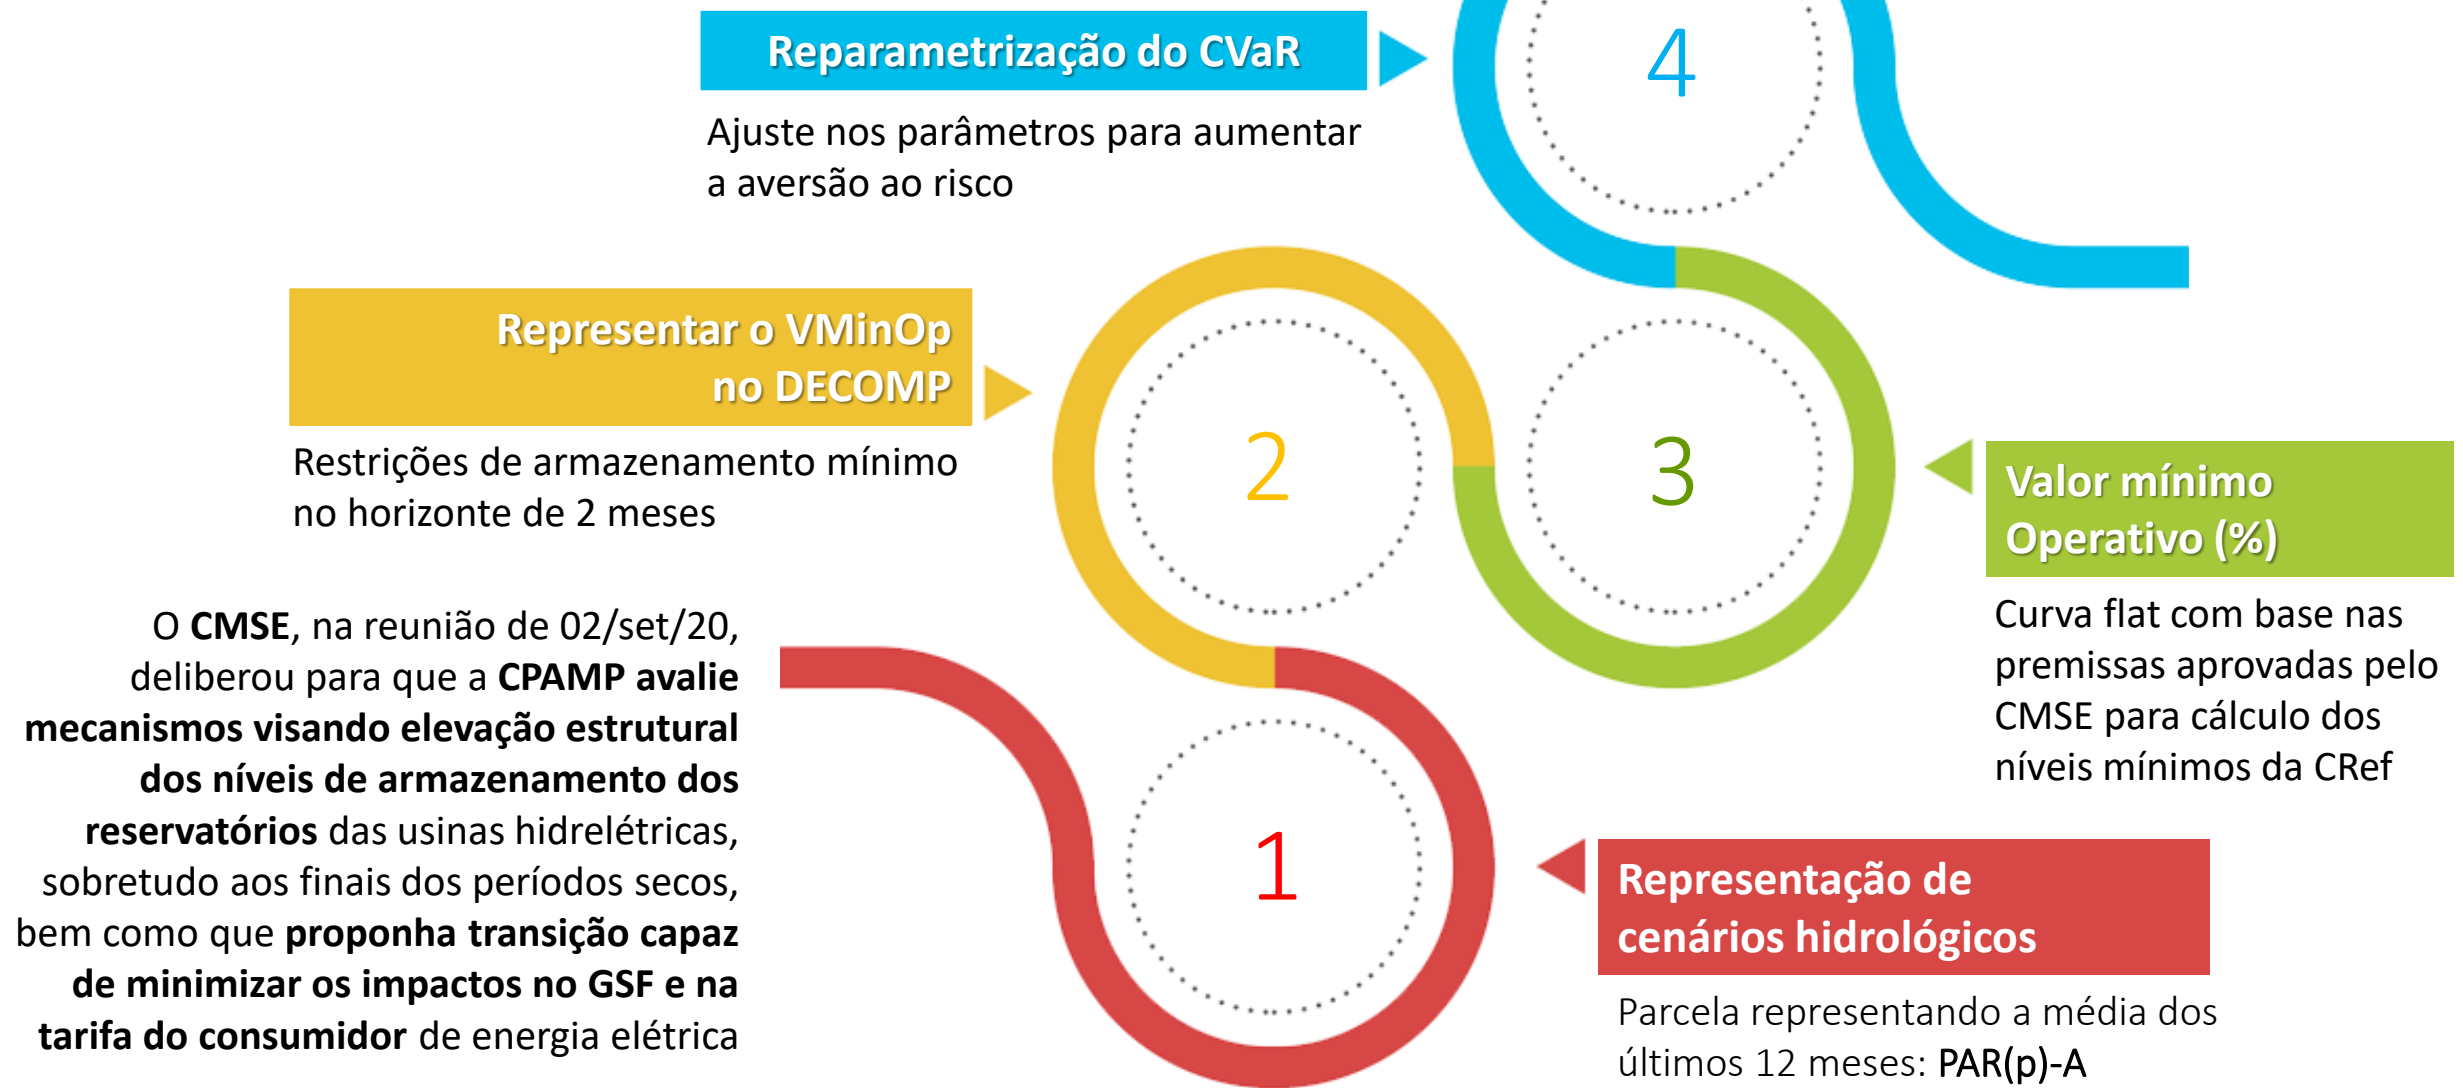 Reparametrização do CVaR
Ajuste nos parâmetros para aumentar
a aversão ao risco
4
Representar o VMinOp
no DECOMP
Restrições de armazenamento mínimo
no horizonte de 2 meses
2
3
Valor mínimo
Operativo (%)
Curva flat com base nas
premissas aprovadas pelo
CMSE para cálculo dos
níveis mínimos da CRef
O CMSE, na reunião de 02/set/20,
deliberou para que a CPAMP avalie
mecanismos visando elevação estrutural
dos níveis de armazenamento dos
reservatórios das usinas hidrelétricas,
sobretudo aos finais dos períodos secos,
bem como que proponha transição capaz
de minimizar os impactos no GSF e na
tarifa do consumidor de energia elétrica
1
Representação de
cenários hidrológicos
Parcela representando a média dos
últimos 12 meses: PAR(p)-A